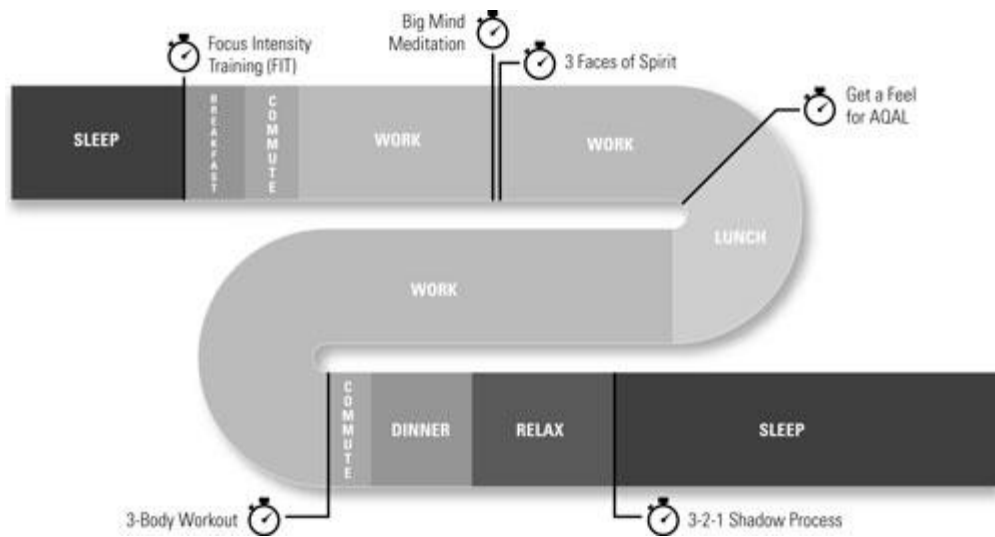 Big Mind
Meditation
Focus Intensity
Training (FIT)
3 Faces of Spirit
Get a Feel
for AQAL
SLEEP
BREAKFAST
COMMUTE
WORK
WORK
LUNCH
WORK
COMMUTE
DINNER
RELAX
SLEEP
3-Body Workout
3-2-1 Shadow Process